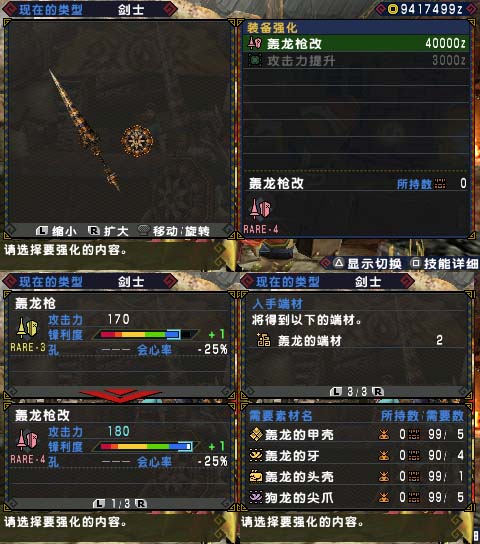 现在的类型 剑士
缩小 扩大 移动/旋转
请选择要强化的内容。
9417499z
装备强化
轰龙枪改 40000z
攻击力提升 3000z
轰龙枪改 所持数 0
RARE-4
显示切换 技能详细
现在的类型 剑士
轰龙枪
攻击力 170
RARE-3 锋利度 +1
孔 --- 会心率 -25%
轰龙枪改
攻击力 180
RARE-4 锋利度 +1
孔 --- 会心率 -25%
L 1/3 R
请选择要强化的内容。
现在的类型 剑士
入手端材
将得到以下的端材。
轰龙的端材 2
L 3/3 R
需要素材名 所持数/需要数
轰龙的甲壳 0 99/ 5
轰龙的牙 0 90/ 4
轰龙的头壳 0 99/ 1
狗龙的尖爪 0 99/ 5
请选择要强化的内容。